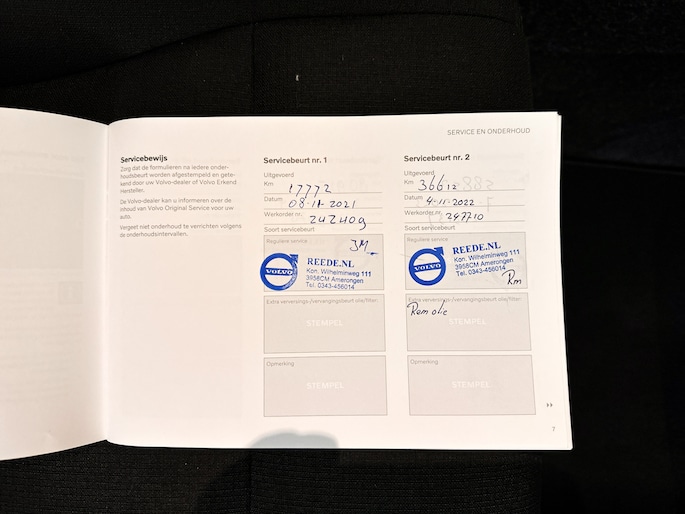 SERVICE EN ONDERHOUD
Servicebewijs
Zorg dat de formulieren na iedere onder-
houdsbeurt worden afgestempeld en gete-
kend door uw Volvo-dealer of Volvo Erkend
Hersteller.
De Volvo-dealer kan u informeren over de
inhoud van Volvo Original Service voor uw
auto.
Vergeet niet onderhoud te verrichten volgens
de onderhoudsintervallen.
Servicebeurt nr. 1
Uitgevoerd
Km 17772
Datum 08-11-2021
Werkorder nr. 242409
Soort servicebeurt
Reguliere service
JM
VOLVO
REEDE.NL
Kon. Wilhelminweg 111
3958CM Amerongen
Tel. 0343-456014
Extra verversings-/vervangingsbeurt olie/filter:
STEMPEL
Opmerking
STEMPEL
Servicebeurt nr. 2
Uitgevoerd
Km 36612
Datum 4-11-2022
Werkorder nr. 247710
Soort servicebeurt
Reguliere service
VOLVO
REEDE.NL
Kon. Wilhelminweg 111
3958CM Amerongen
Tel. 0343-456014
Rm
Extra verversings-/vervangingsbeurt olie/filter:
Rem olie
STEMPEL
Opmerking
STEMPEL
7